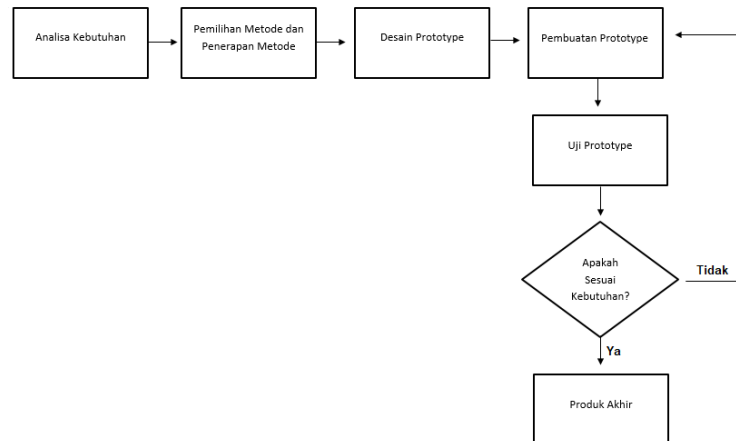 Analisa Kebutuhan
Pemilihan Metode dan
Penerapan Metode
Desain Prototype
Pembuatan Prototype
Uji Prototype
Apakah
Sesuai
Kebutuhan?
Tidak
Ya
Produk Akhir